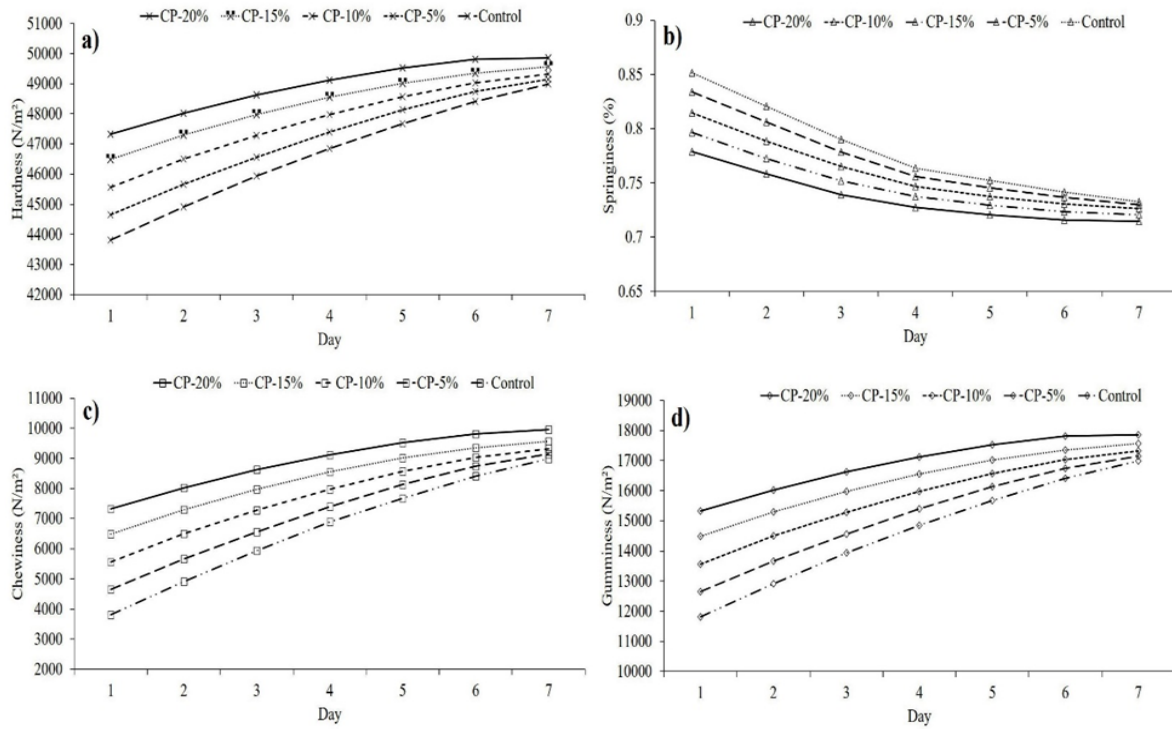 CP-20% CP-15% CP-10% CP-5% Control
a)
Hardness (N/m²)
51000
50000
49000
48000
47000
46000
45000
44000
43000
42000
1 2 3 4 5 6 7
Day
CP-20% CP-10% CP-15% CP-5% Control
b)
Springiness (%)
0.9
0.85
0.8
0.75
0.7
0.65
1 2 3 4 5 6 7
Day
CP-20% CP-15% CP-10% CP-5% Control
c)
Chewiness (N/m²)
11000
10000
9000
8000
7000
6000
5000
4000
3000
2000
1 2 3 4 5 6 7
Day
CP-20% CP-15% CP-10% CP-5% Control
d)
Gumminess (N/m²)
19000
18000
17000
16000
15000
14000
13000
12000
11000
10000
1 2 3 4 5 6 7
Day